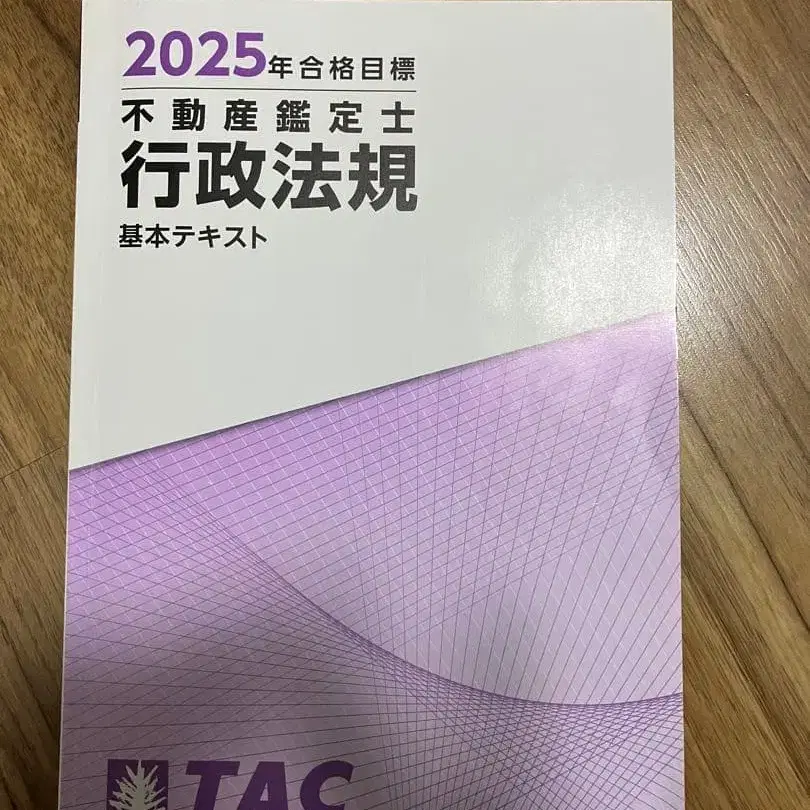 2025年合格目標
不動産鑑定士
行政法規
基本テキスト
TAC